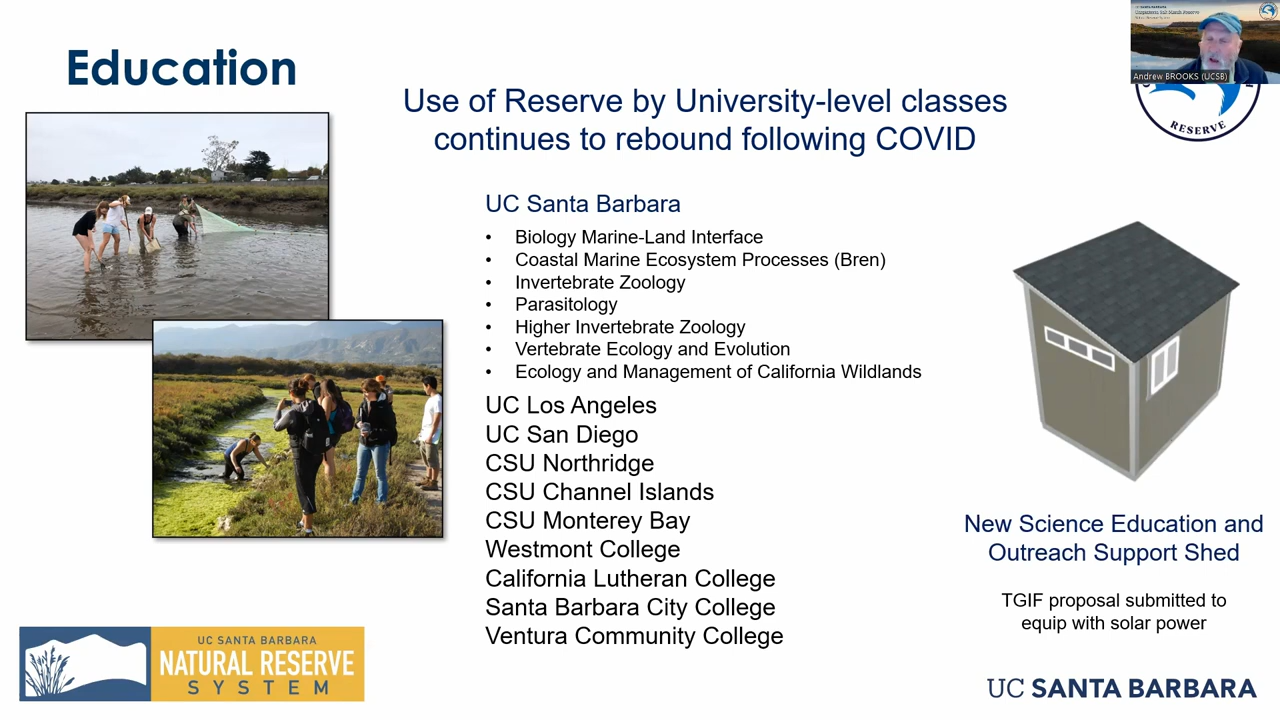 Education
Use of Reserve by University-level classes
continues to rebound following COVID
UC Santa Barbara
• Biology Marine-Land Interface
• Coastal Marine Ecosystem Processes (Bren)
• Invertebrate Zoology
• Parasitology
• Higher Invertebrate Zoology
• Vertebrate Ecology and Evolution
• Ecology and Management of California Wildlands
UC Los Angeles
UC San Diego
CSU Northridge
CSU Channel Islands
CSU Monterey Bay
Westmont College
California Lutheran College
Santa Barbara City College
Ventura Community College
Andrew BROOKS (UCSB)
RESERVE
New Science Education and
Outreach Support Shed
TGIF proposal submitted to
equip with solar power
UC SANTA BARBARA
NATURAL RESERVE
SYSTEM
UC SANTA BARBARA